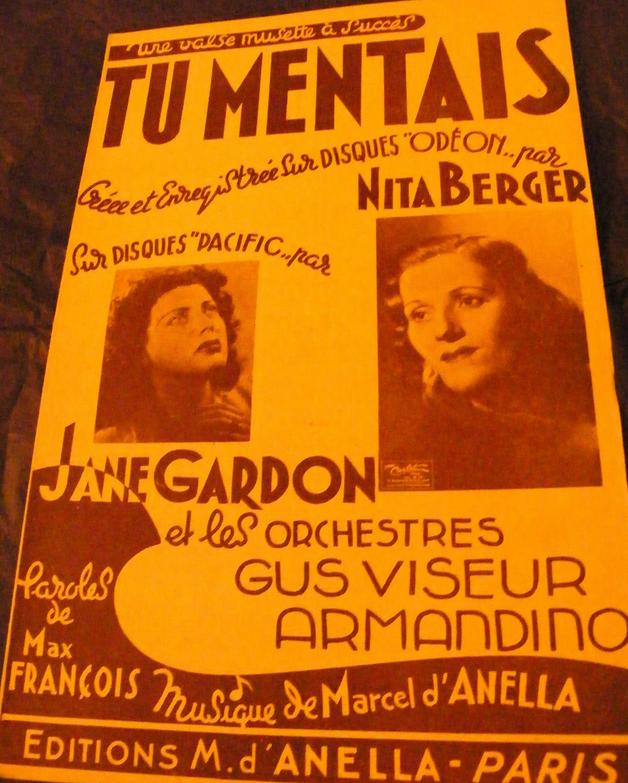 Une valse musette à Succès
TU MENTAIS
Créée et Enregistrée Sur DISQUES "ODÉON.. par
NITA BERGER
Sur DISQUES "PACIFIC.. par
JANE GARDON
et les ORCHESTRES
GUS VISEUR
ARMANDINO
Paroles
de
Max
FRANÇOIS
Musique de Marcel d'ANELLA
EDITIONS M. d'ANELLA - PARIS